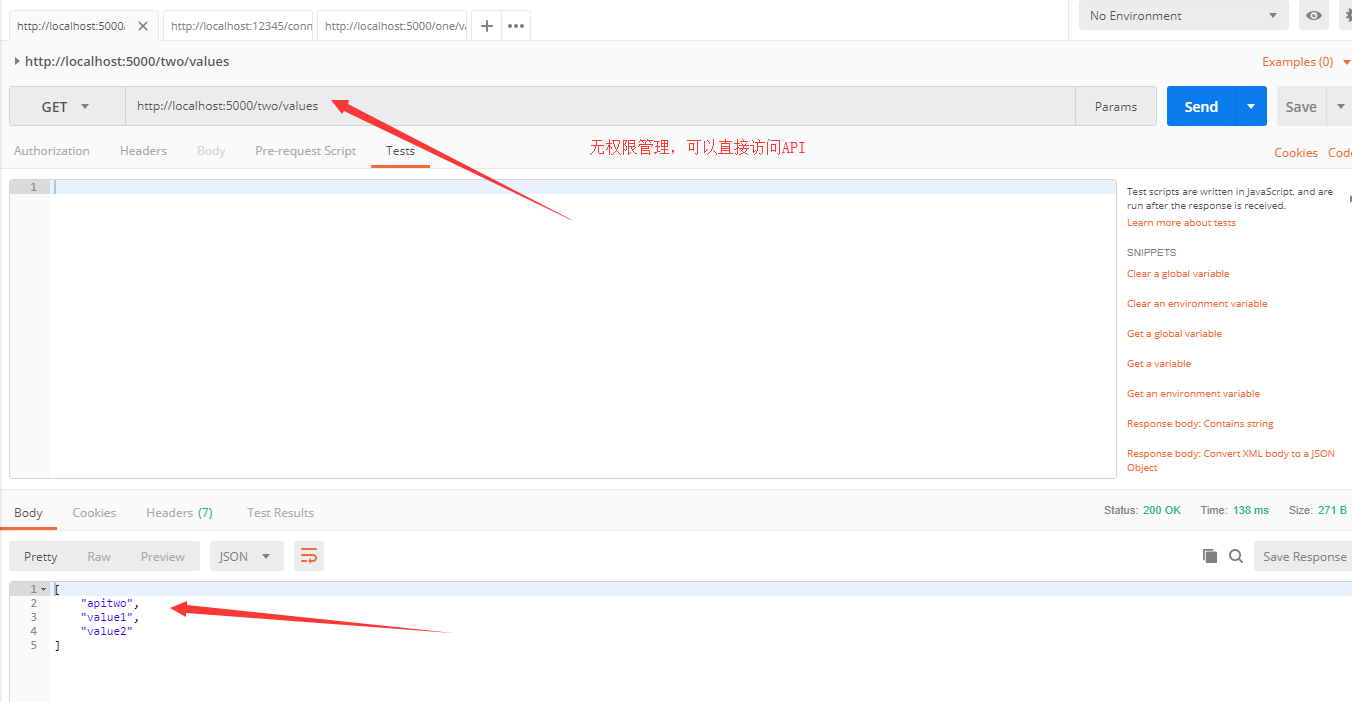 http://localhost:5000/
http://localhost:12345/conn
http://localhost:5000/one/va
No Environment
http://localhost:5000/two/values
Examples (0)
GET
http://localhost:5000/two/values
Params
Send
Save
Authorization
Headers
Body
Pre-request Script
Tests
无权限管理，可以直接访问API
Cookies
Code
1
Test scripts are written in JavaScript, and are
run after the response is received.
Learn more about tests
SNIPPETS
Clear a global variable
Clear an environment variable
Get a global variable
Get a variable
Get an environment variable
Response body: Contains string
Response body: Convert XML body to a JSON
Object
Body
Cookies
Headers (7)
Test Results
Status: 200 OK
Time: 138 ms
Size: 271 B
Pretty
Raw
Preview
JSON
Save Response
1 [
2 "apitwo",
3 "value1",
4 "value2"
5 ]